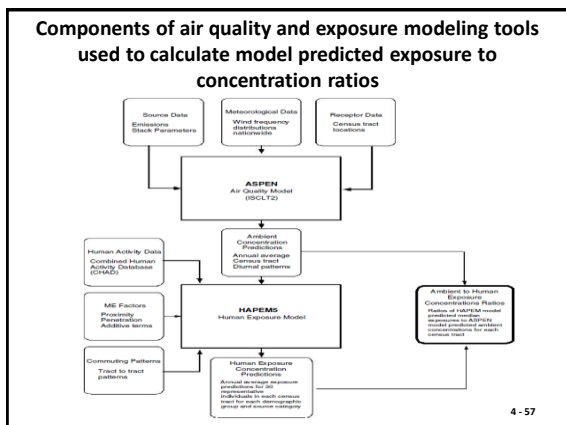 Components of air quality and exposure modeling tools
used to calculate model predicted exposure to
concentration ratios
Source Data
Emissions
Stack Parameters
Meteorological Data
Wind frequency
distributions
nationwide
Receptor Data
Census tract
locations
ASPEN
Air Quality Model
(ISCLT2)
Ambient
Concentration
Predictions
Annual average
Census tract
Diurnal patterns
Human Activity Data
Combined Human
Activity Database
(CHAD)
ME Factors
Proximity
Penetration
Additive terms
Commuting Patterns
Tract to tract
patterns
HAPEM5
Human Exposure Model
Ambient to Human
Exposure
Concentrations Ratios
Ratios of HAPEM model
predicted median
exposures to ASPEN
model predicted ambient
concentrations for each
census tract
Human Exposure
Concentration
Predictions
Annual average exposure
predictions for 30
representative
individuals in each census
tract for each demographic
group and source category
4 - 57